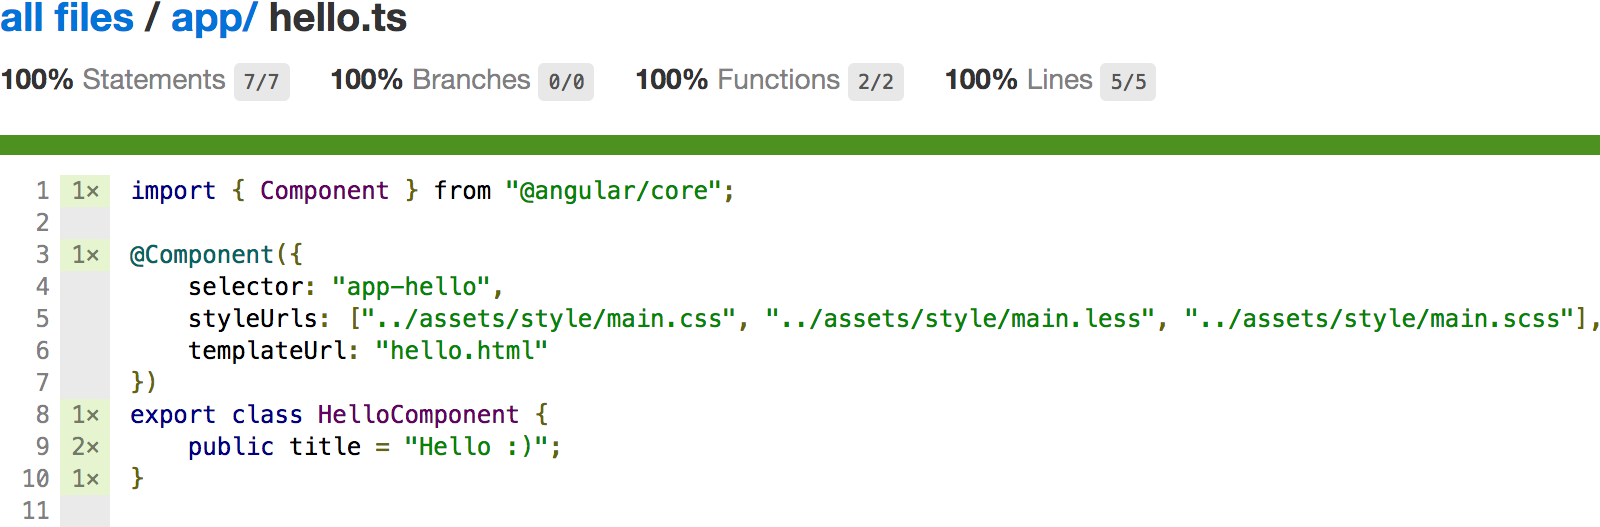 all files / app/ hello.ts
100% Statements 7/7 100% Branches 0/0 100% Functions 2/2 100% Lines 5/5
1 1× import { Component } from "@angular/core";
2
3 1× @Component({
4 selector: "app-hello",
5 styleUrls: ["../assets/style/main.css", "../assets/style/main.less", "../assets/style/main.scss"],
6 templateUrl: "hello.html"
7 })
8 1× export class HelloComponent {
9 2× public title = "Hello :)";
10 1× }
11